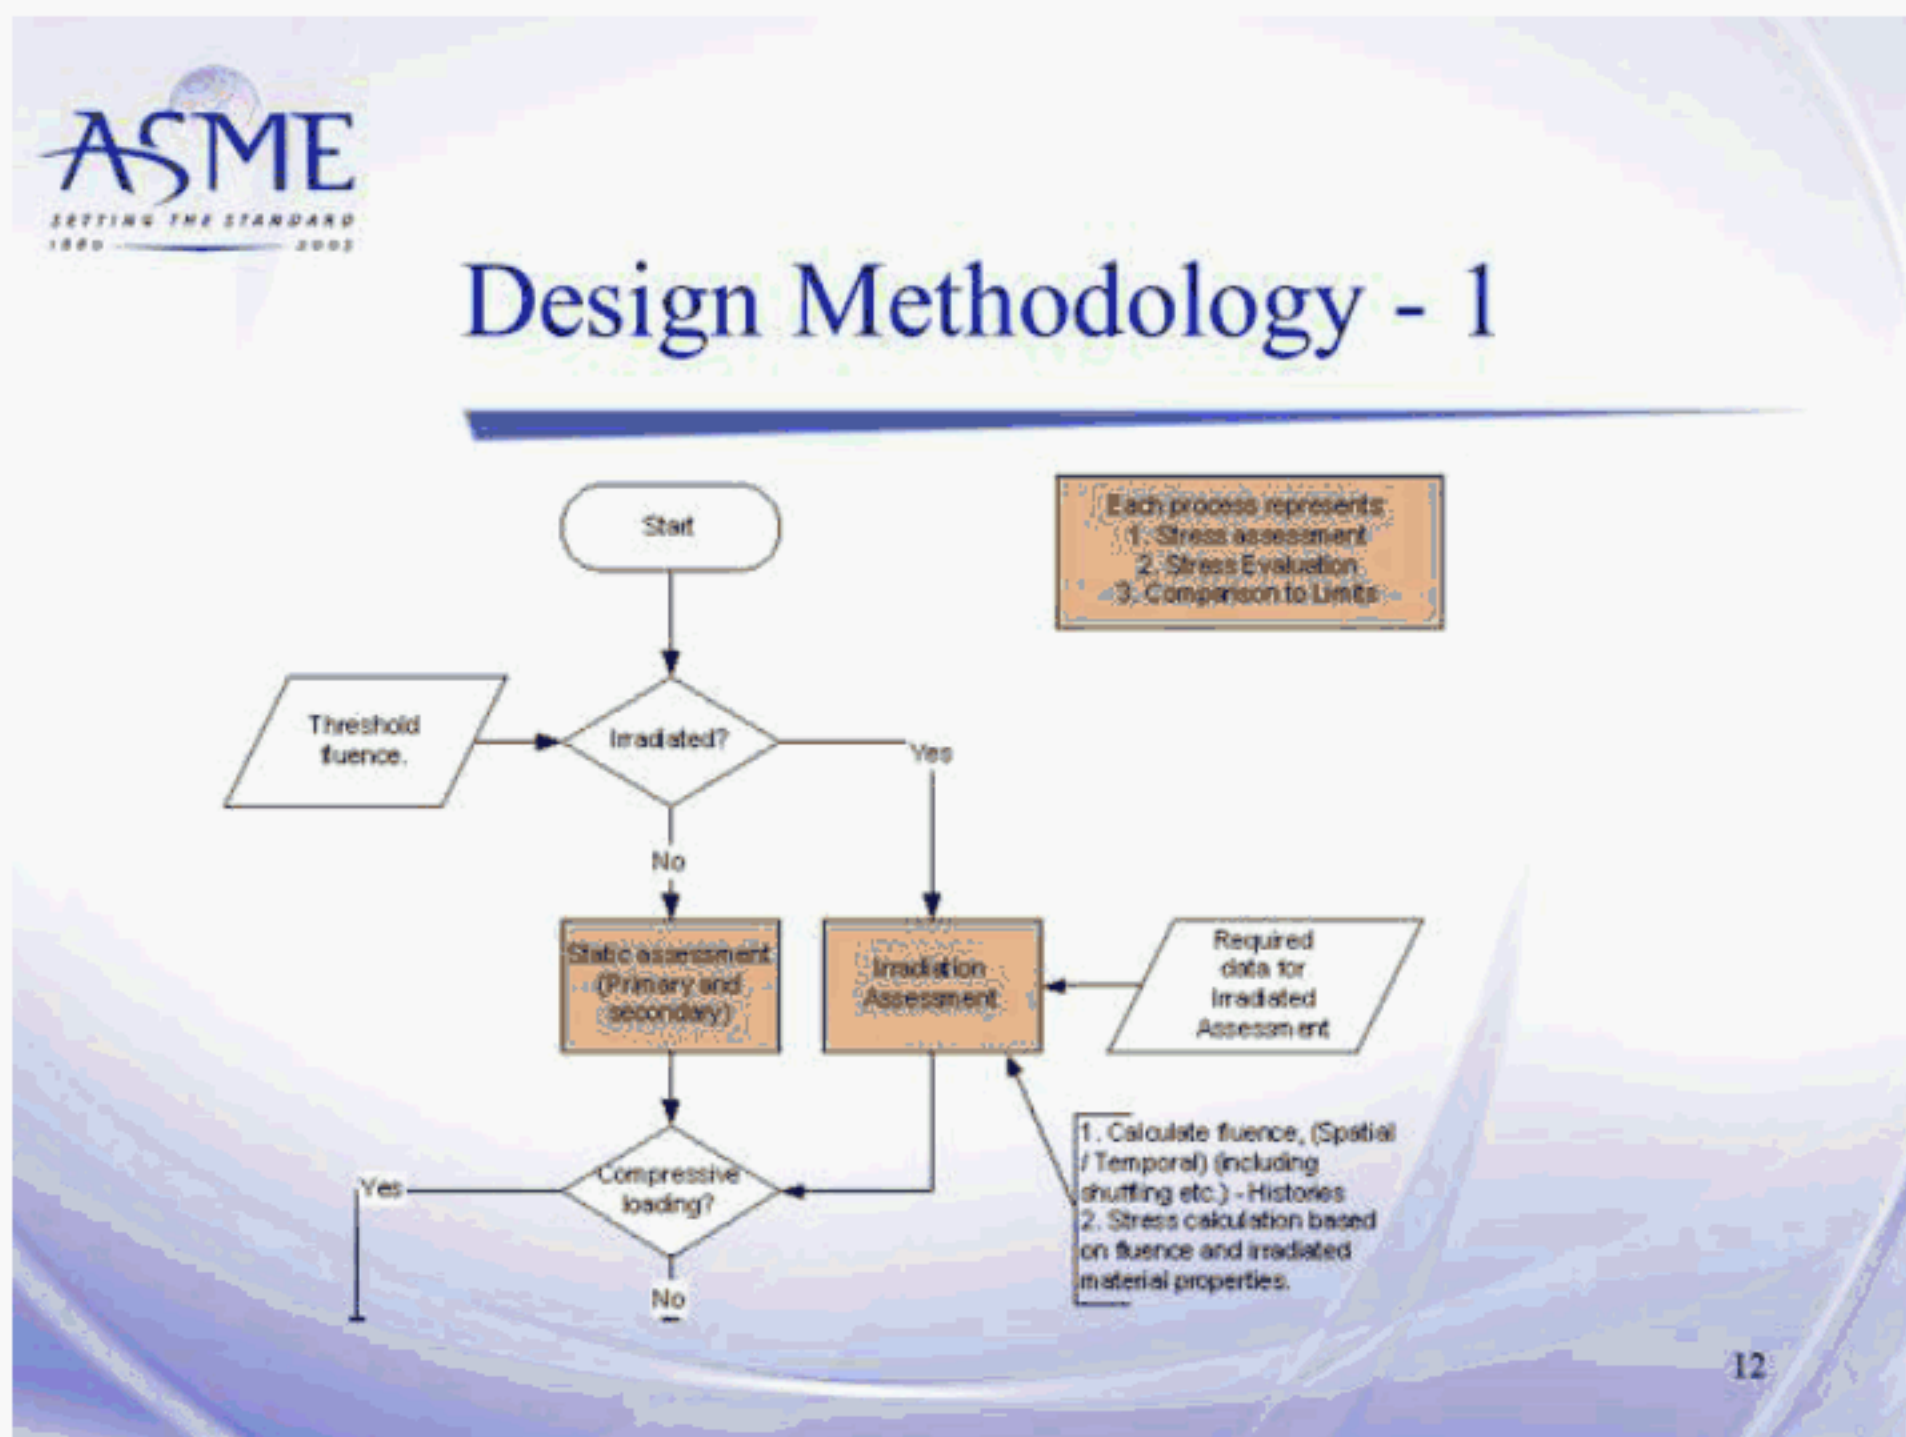 ASME
SETTING THE STANDARD
1880 2005
Design Methodology - 1
Start
Each process represents
1. Stress assessment
2. Stress Evaluation
3. Comparison to Limits
Threshold
fluence.
Irradiated?
Yes
No
Static assessment
(Primary and
secondary)
Irradiation
Assessment
Required
data for
Irradiated
Assessment
Compressive
loading?
Yes
No
1. Calculate fluence, (Spatial
/ Temporal) (including
shuffling etc.) - Histories
2. Stress calculation based
on fluence and irradiated
material properties.
12